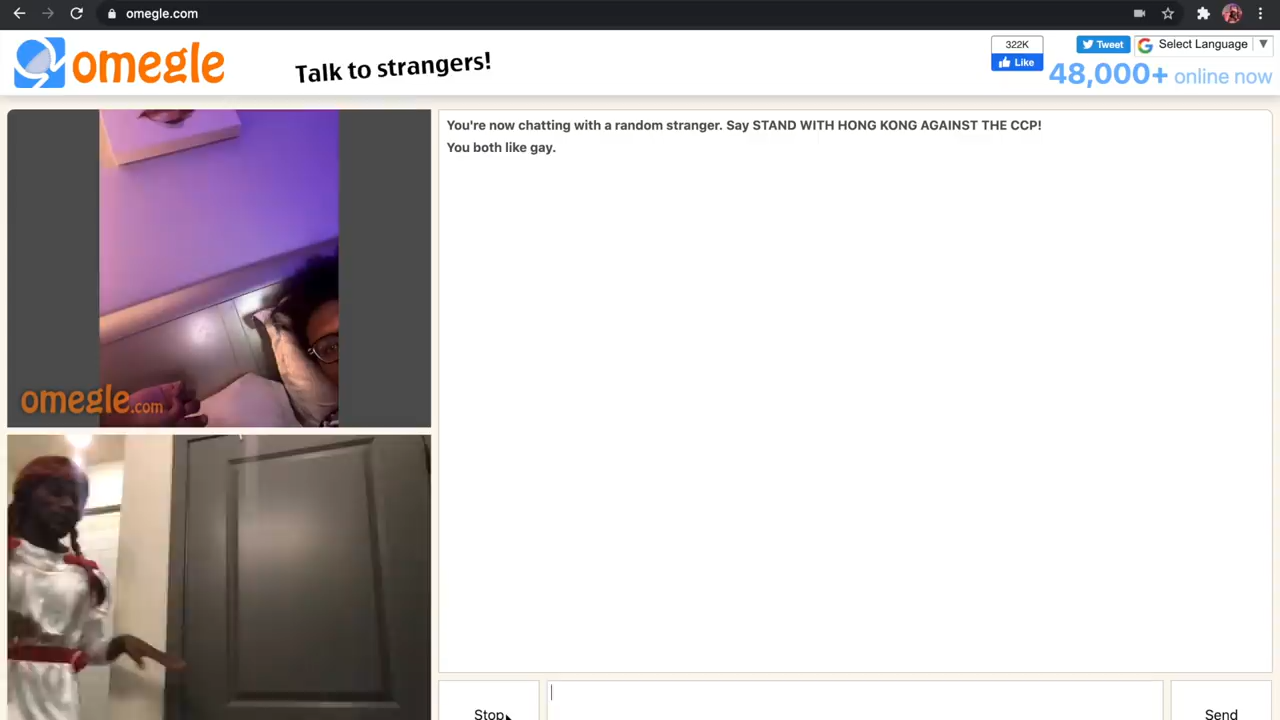 omegle.com
omegle
Talk to strangers!
322K
Like
Tweet
Select Language
48,000+ online now
You're now chatting with a random stranger. Say STAND WITH HONG KONG AGAINST THE CCP!
You both like gay.
omegle.com
Stop
Send